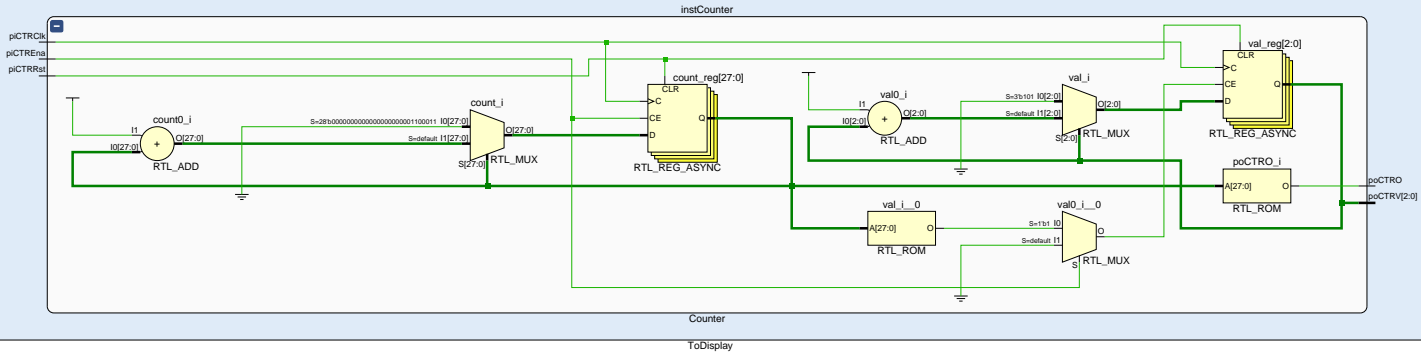 instCounter
piCTRClk
piCTREna
piCTRRst
count0_i
I1
I0[27:0]
+
O[27:0]
RTL_ADD
count_i
S=28'b0000000000000000000001100011 I0[27:0]
S=default I1[27:0]
S[27:0]
O[27:0]
RTL_MUX
count_reg[27:0]
CLR
C
CE
D
Q
RTL_REG_ASYNC
val0_i
I1
I0[2:0]
+
O[2:0]
RTL_ADD
val_i
S=3'b101 I0[2:0]
S=default I1[2:0]
S[2:0]
O[2:0]
RTL_MUX
val_reg[2:0]
CLR
C
CE
D
Q
RTL_REG_ASYNC
val_i__0
A[27:0]
O
RTL_ROM
val0_i__0
S=1'b1 I0
S=default I1
S
O
RTL_MUX
poCTRO_i
A[27:0]
O
RTL_ROM
poCTRO
poCTRV[2:0]
Counter
ToDisplay